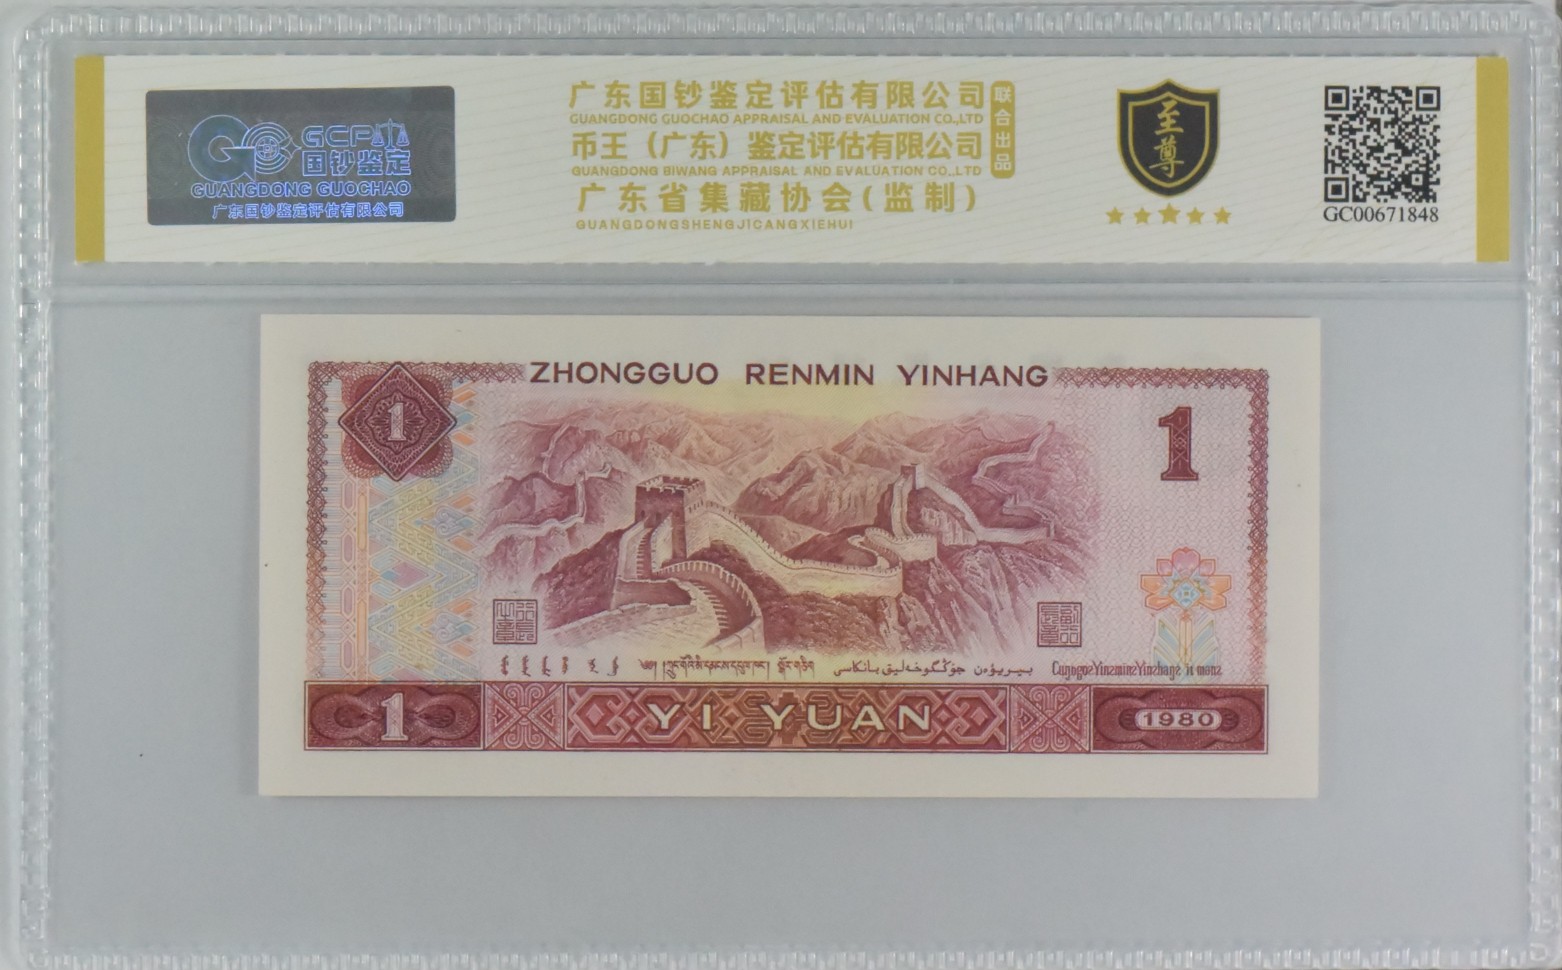 GCP
国钞鉴定
GUANGDONG GUOCHAO
广东国钞鉴定评估有限公司
广东国钞鉴定评估有限公司
GUANGDONG GUOCHAO APPRAISAL AND EVALUATION CO.,LTD
币王（广东）鉴定评估有限公司
GUANGDONG BIWANG APPRAISAL AND EVALUATION CO.,LTD
广东省集藏协会(监制)
GUANGDONGSHENGJICANGXIEHUI
联合出品
至尊
GC00671848
ZHONGGUO RENMIN YINHANG
1
1
جۇڭگوخەلىق بانكاسى
1
YI YUAN
1980